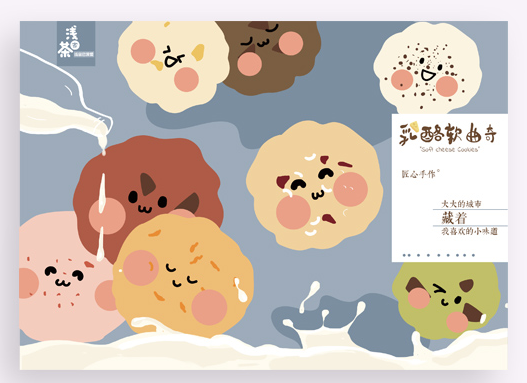 浅茶
乳酪软曲奇
"Soft cheese Cookies"
匠心手作
大大的城市
藏着
我喜欢的小味道